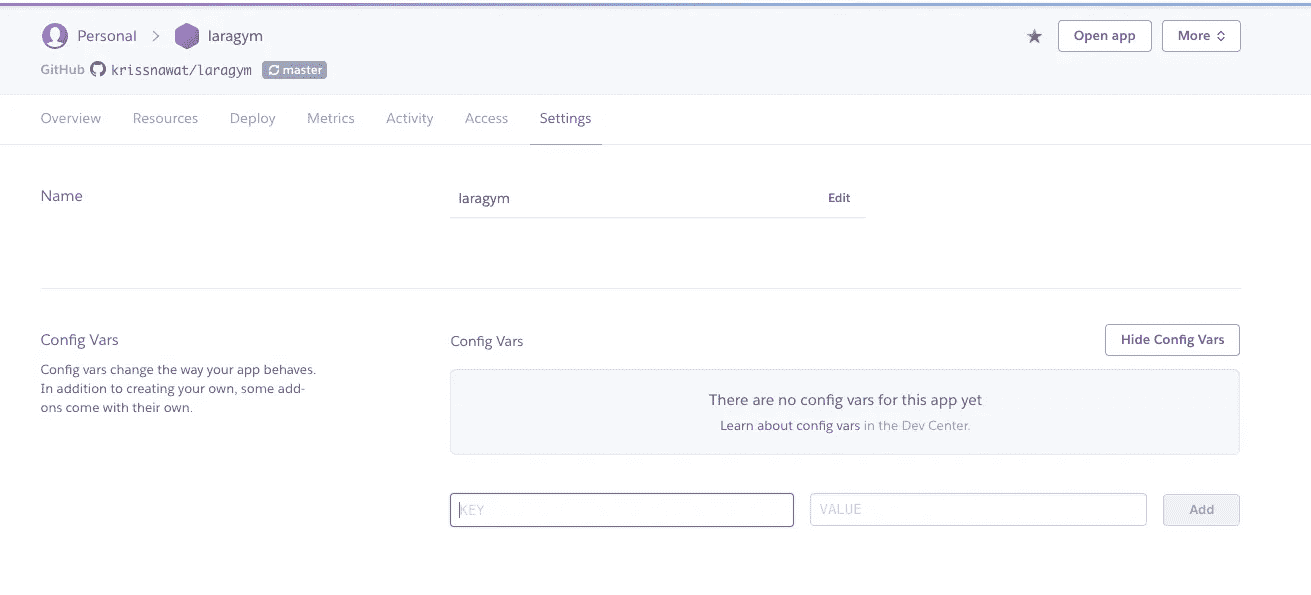 Personal > laragym
Open app
More
GitHub krissnawat/laragym master
Overview Resources Deploy Metrics Activity Access Settings
Name
laragym
Edit
Config Vars
Config vars change the way your app behaves.
In addition to creating your own, some add-
ons come with their own.
Config Vars
Hide Config Vars
There are no config vars for this app yet
Learn about config vars in the Dev Center.
KEY
VALUE
Add